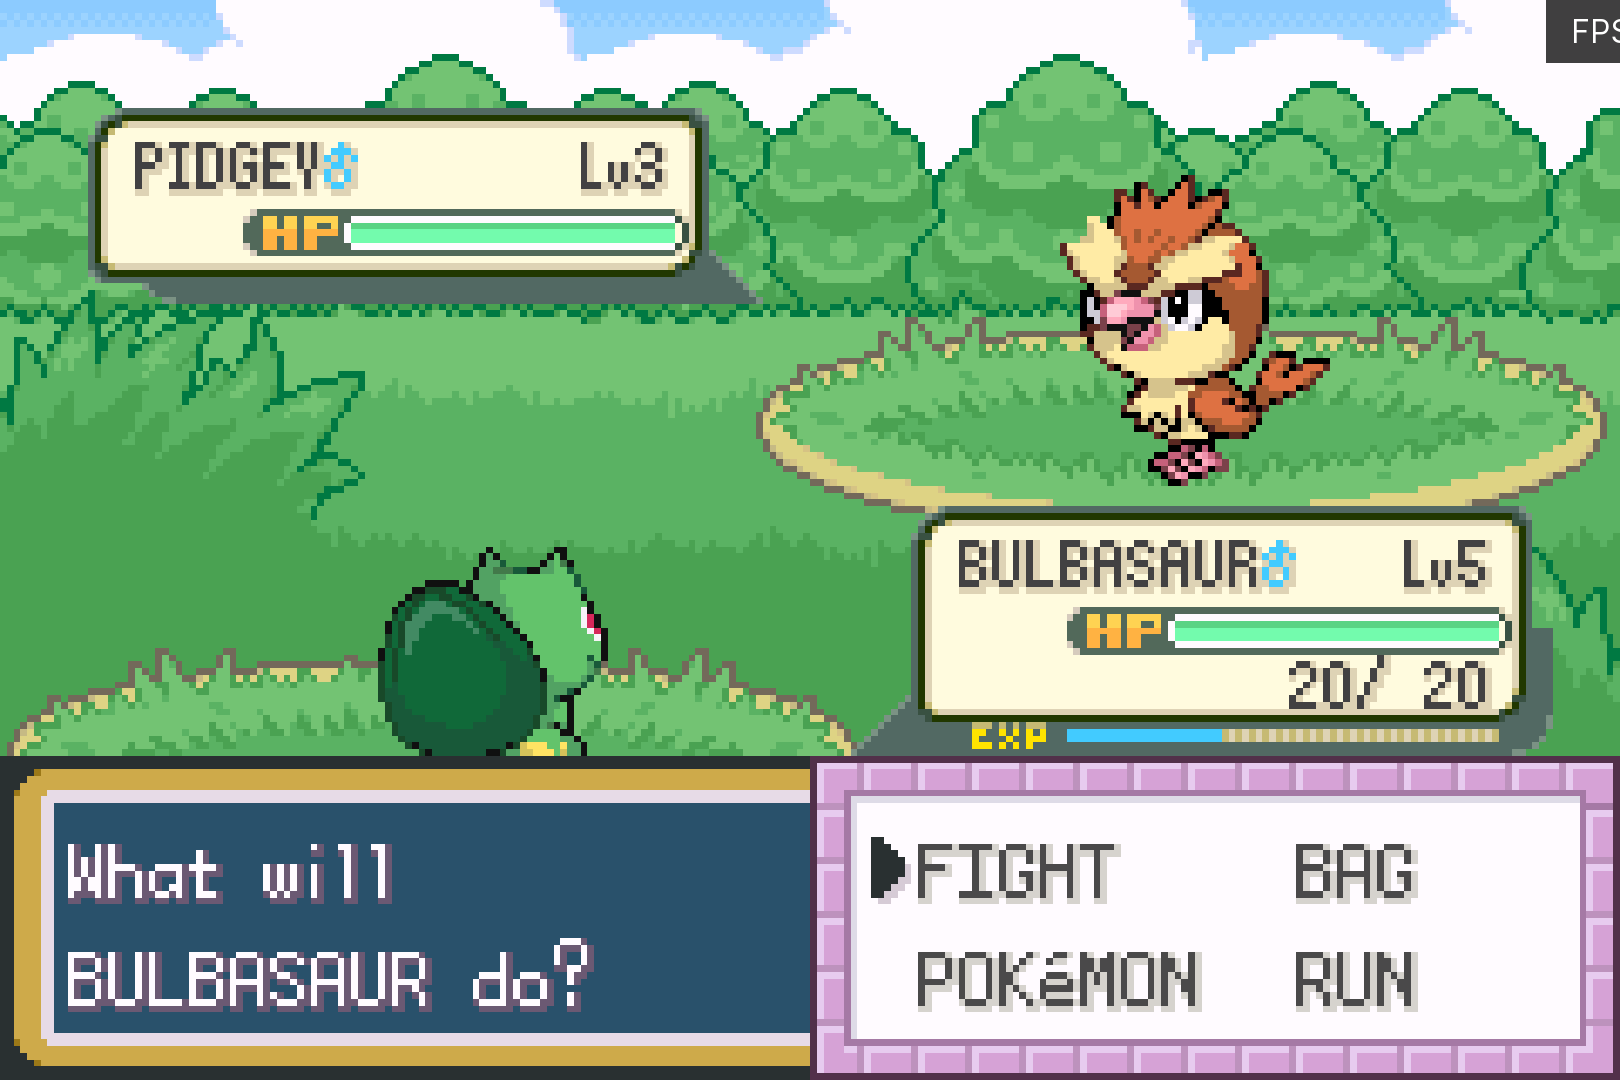 FPS
PIDGEY♂ Lv3
HP
BULBASAUR♂ Lv5
HP
20/ 20
EXP
What will
BULBASAUR do?
▶FIGHT BAG
POKéMON RUN